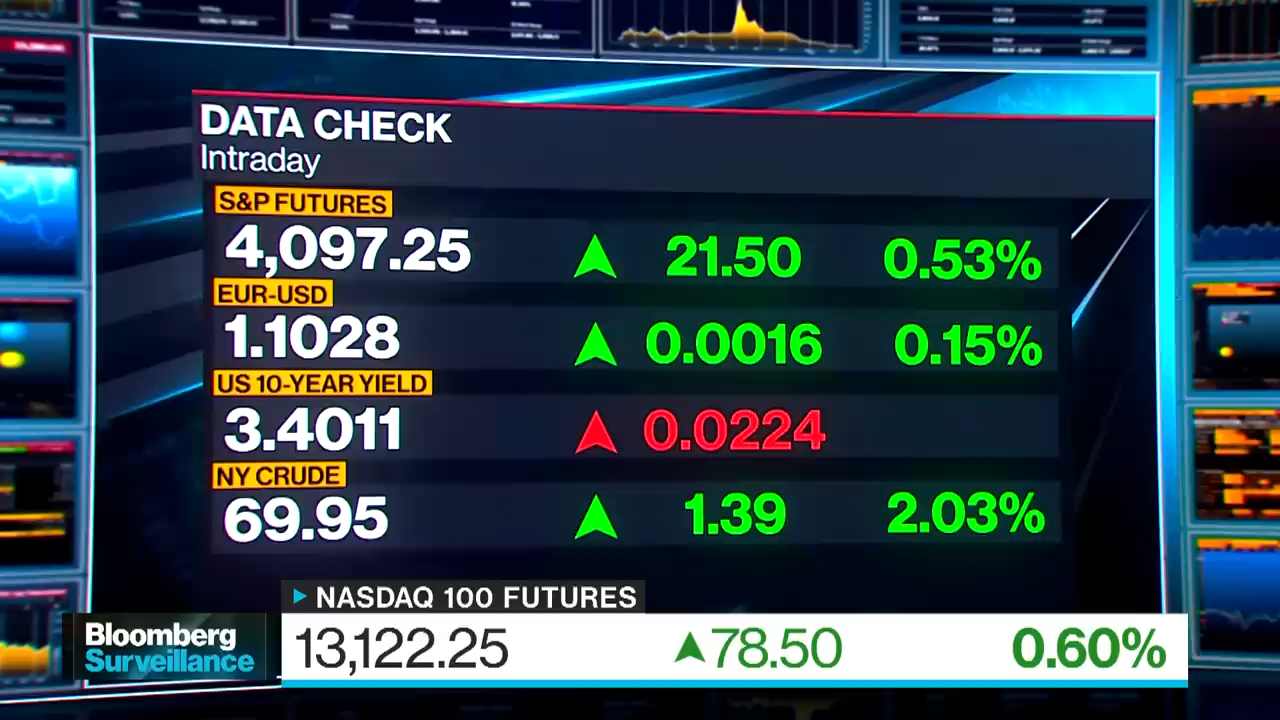 DATA CHECK
Intraday
S&P FUTURES
4,097.25 ▲ 21.50 0.53%
EUR-USD
1.1028 ▲ 0.0016 0.15%
US 10-YEAR YIELD
3.4011 ▲ 0.0224
NY CRUDE
69.95 ▲ 1.39 2.03%
NASDAQ 100 FUTURES
13,122.25 ▲78.50 0.60%
Bloomberg
Surveillance